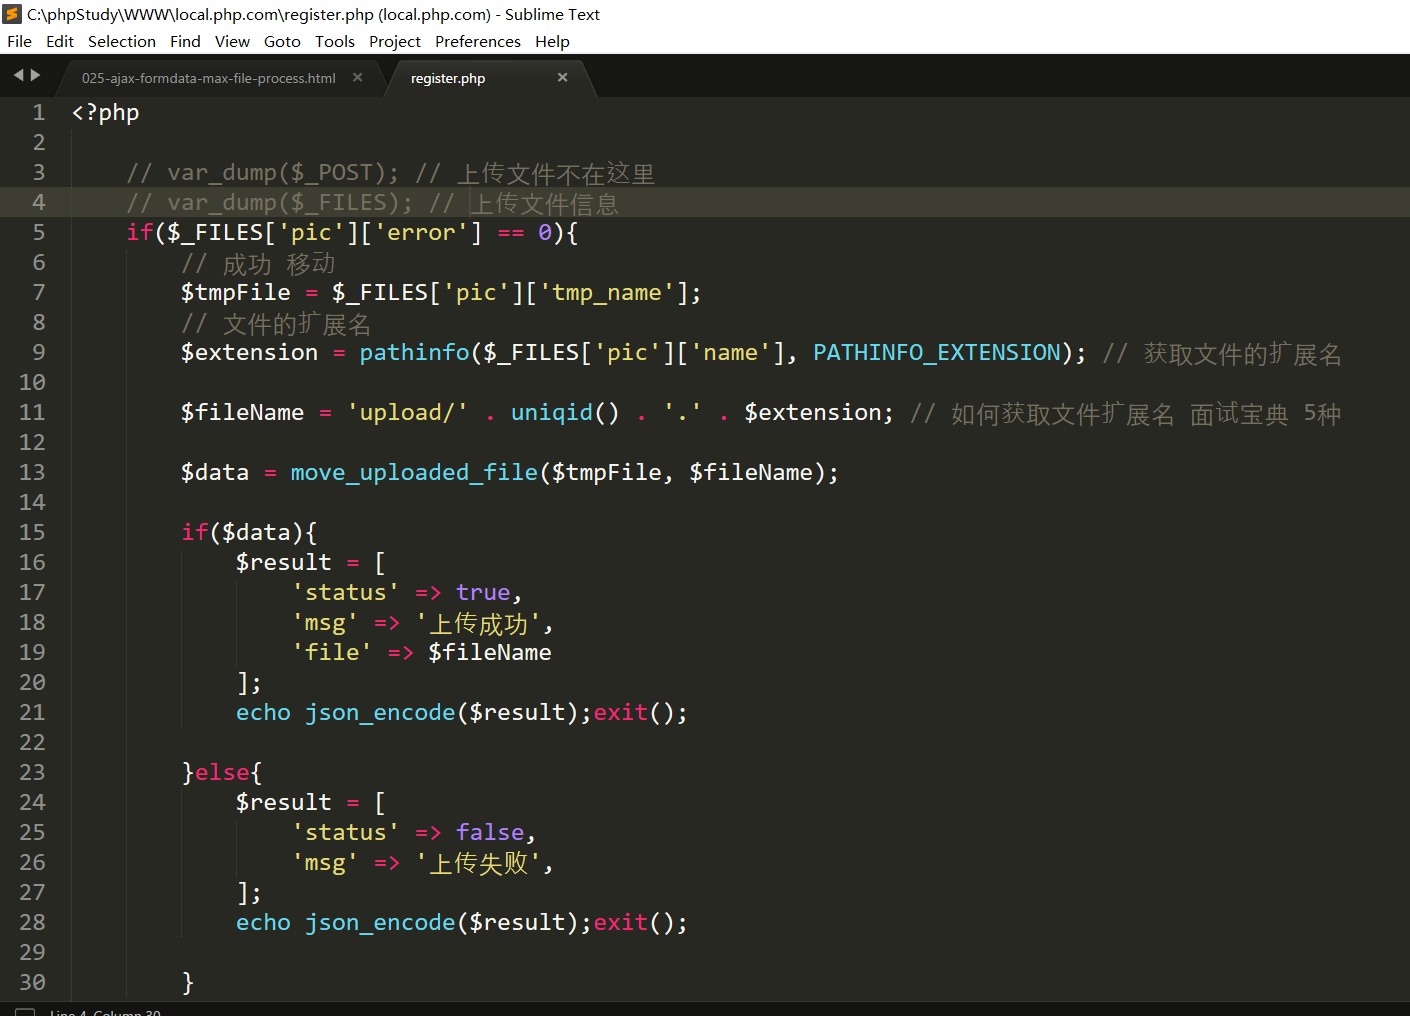 C:\phpStudy\WWW\local.php.com\register.php (local.php.com) - Sublime Text
File Edit Selection Find View Goto Tools Project Preferences Help
025-ajax-formdata-max-file-process.html × register.php ×
1 <?php
2
3 // var_dump($_POST); // 上传文件不在这里
4 // var_dump($_FILES); // 上传文件信息
5 if($_FILES['pic']['error'] == 0){
6 // 成功 移动
7 $tmpFile = $_FILES['pic']['tmp_name'];
8 // 文件的扩展名
9 $extension = pathinfo($_FILES['pic']['name'], PATHINFO_EXTENSION); // 获取文件的扩展名
10
11 $fileName = 'upload/' . uniqid() . '.' . $extension; // 如何获取文件扩展名 面试宝典 5种
12
13 $data = move_uploaded_file($tmpFile, $fileName);
14
15 if($data){
16 $result = [
17 'status' => true,
18 'msg' => '上传成功',
19 'file' => $fileName
20 ];
21 echo json_encode($result);exit();
22
23 }else{
24 $result = [
25 'status' => false,
26 'msg' => '上传失败',
27 ];
28 echo json_encode($result);exit();
29
30 }
Line 4, Column 30